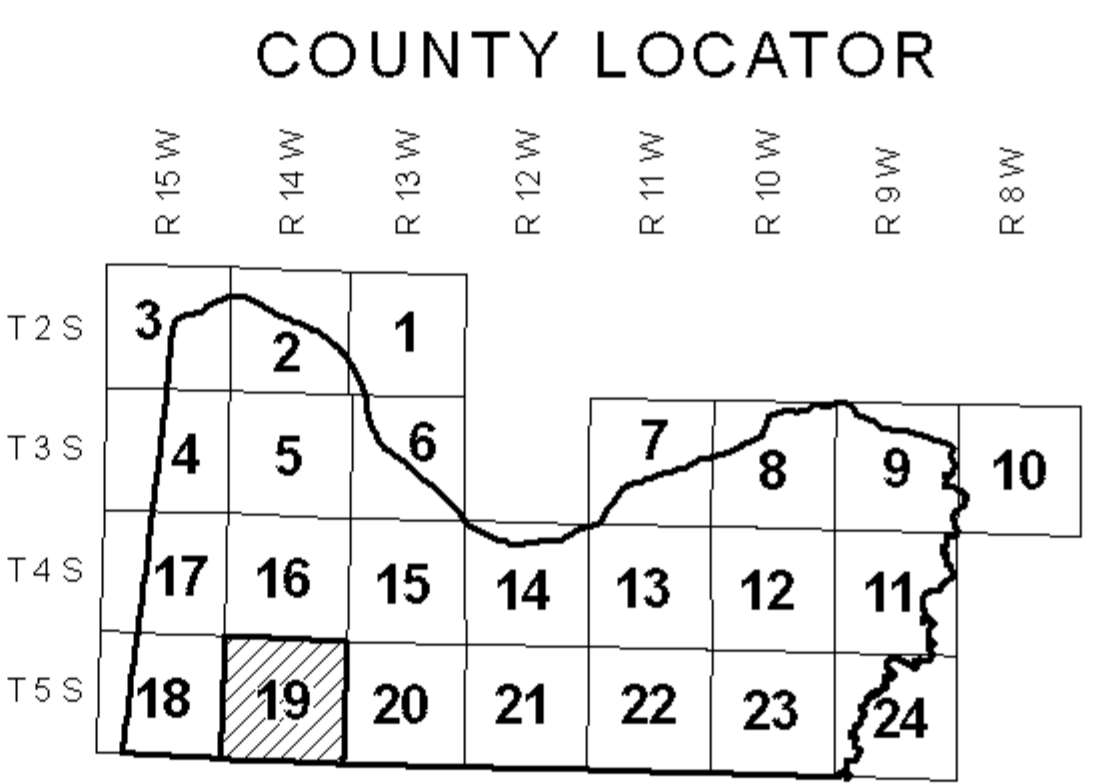 COUNTY LOCATOR
R 15 W R 14 W R 13 W R 12 W R 11 W R 10 W R 9 W R 8 W
T 2 S 3 2 1
T 3 S 4 5 6 7 8 9 10
T 4 S 17 16 15 14 13 12 11
T 5 S 18 19 20 21 22 23 24